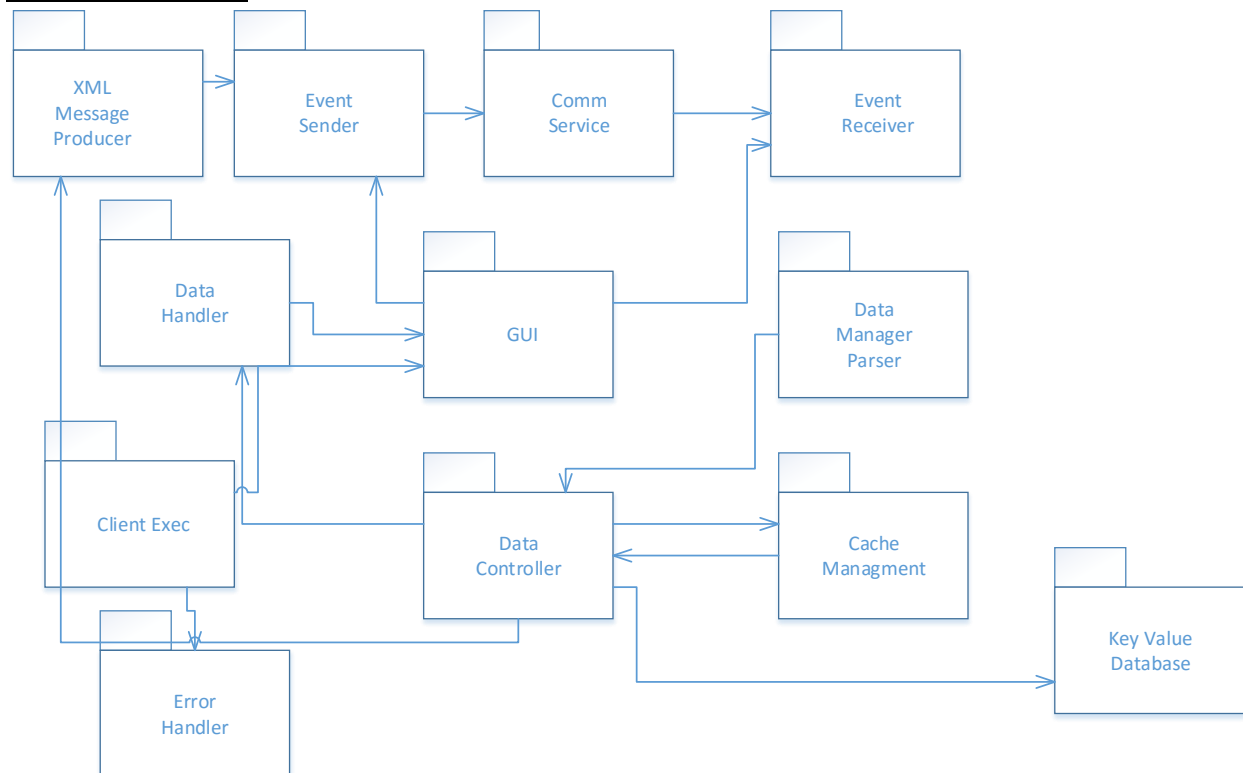 XML
Message
Producer
Event
Sender
Comm
Service
Event
Receiver
Data
Handler
GUI
Data
Manager
Parser
Client Exec
Data
Controller
Cache
Managment
Key Value
Database
Error
Handler